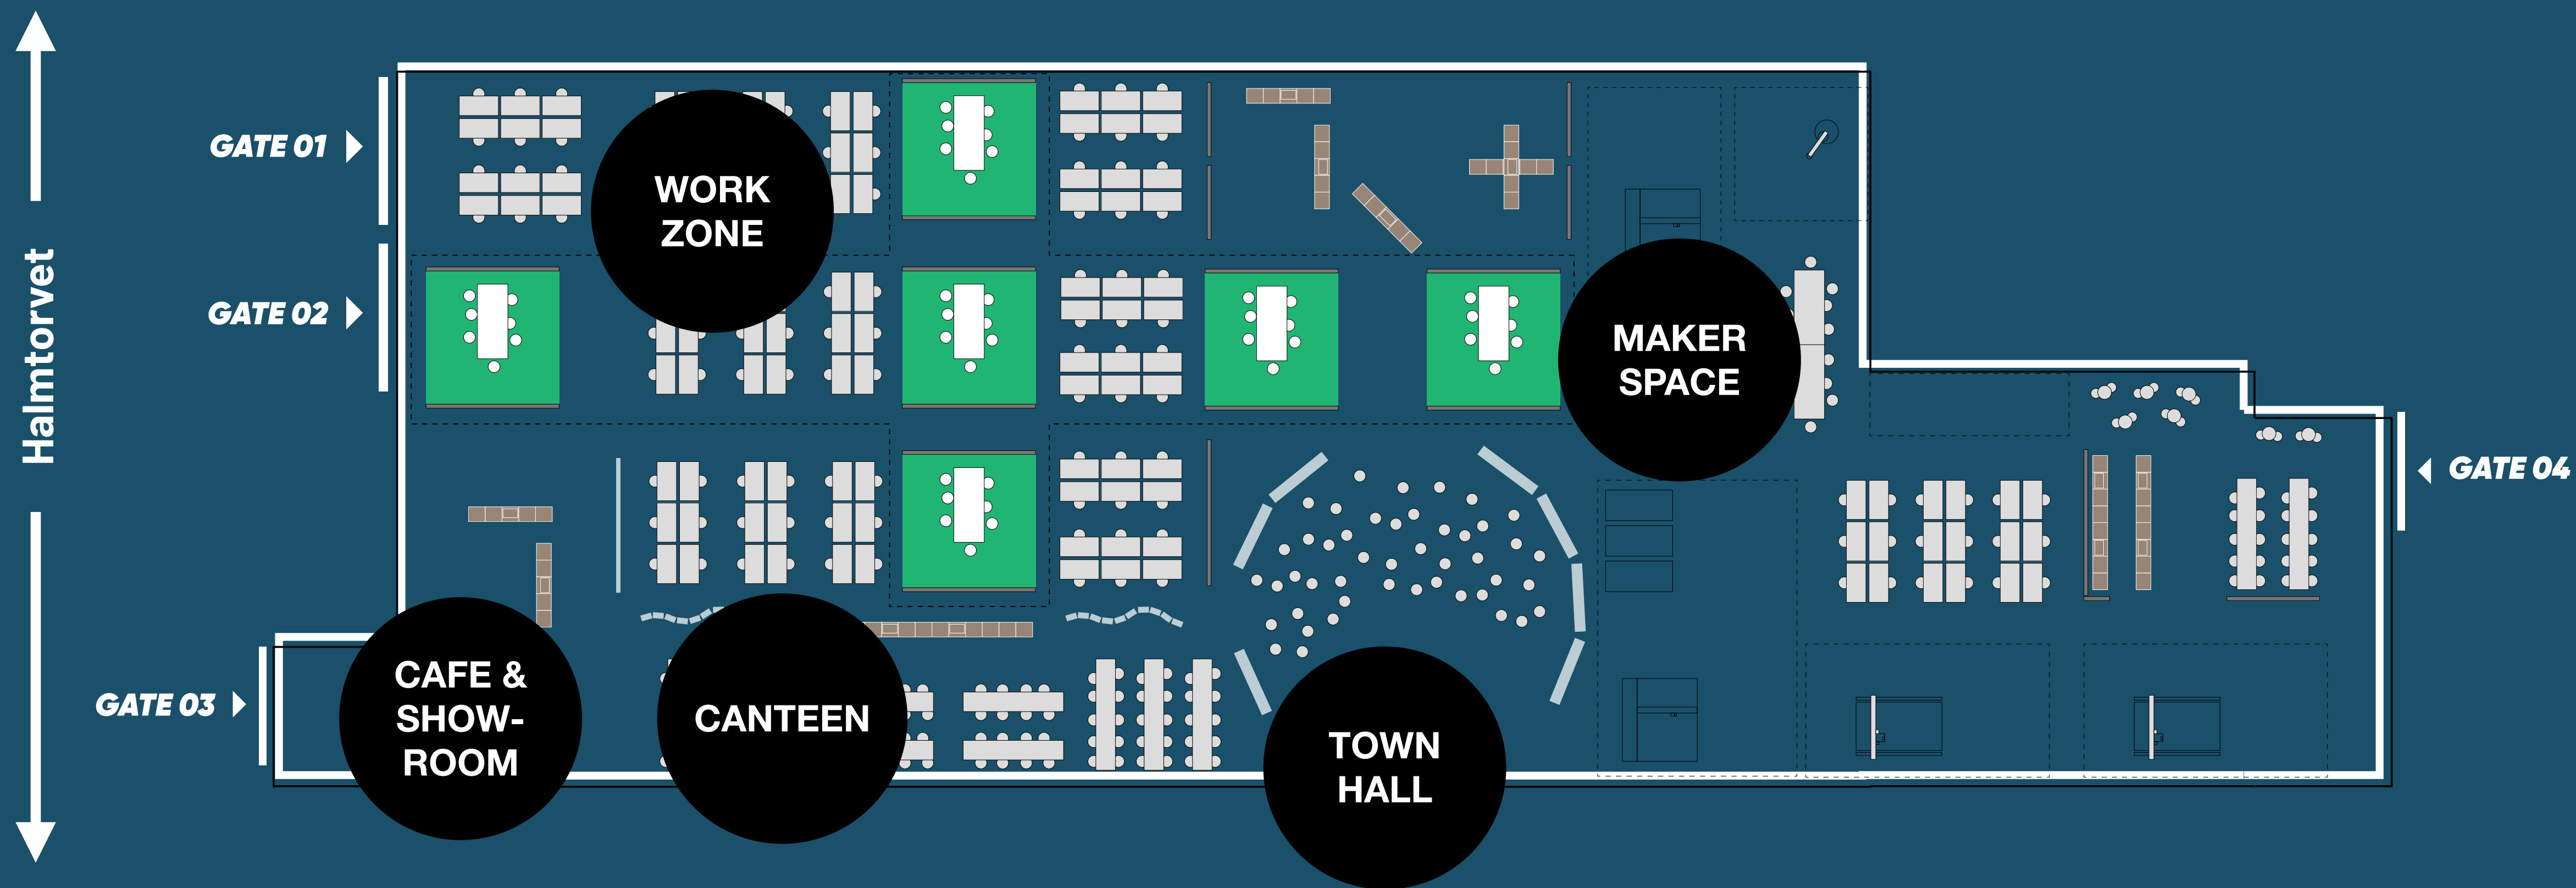 Halmtorvet
GATE 01
GATE 02
GATE 03
GATE 04
WORK
ZONE
MAKER
SPACE
CAFE &
SHOW-
ROOM
CANTEEN
TOWN
HALL